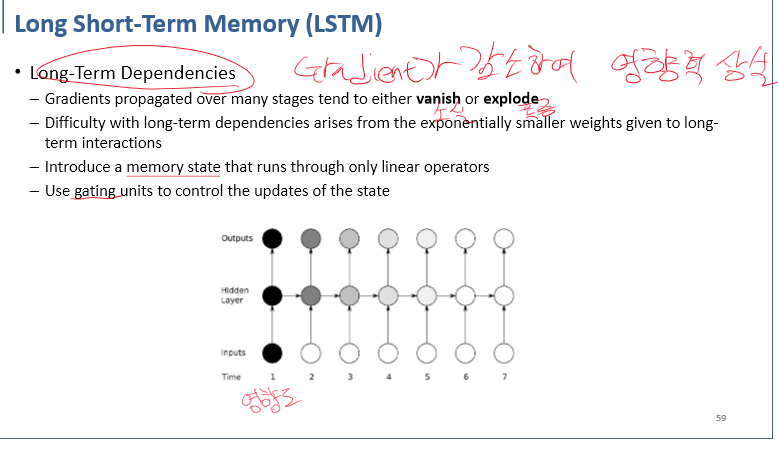 Long Short-Term Memory (LSTM)
• Long-Term Dependencies
Gradient가 감소하여 영향력 상실
– Gradients propagated over many stages tend to either vanish or explode
소실 폭증
– Difficulty with long-term dependencies arises from the exponentially smaller weights given to long-
term interactions
– Introduce a memory state that runs through only linear operators
– Use gating units to control the updates of the state
Outputs
Hidden
Layer
Inputs
Time 1 2 3 4 5 6 7
영향도
59